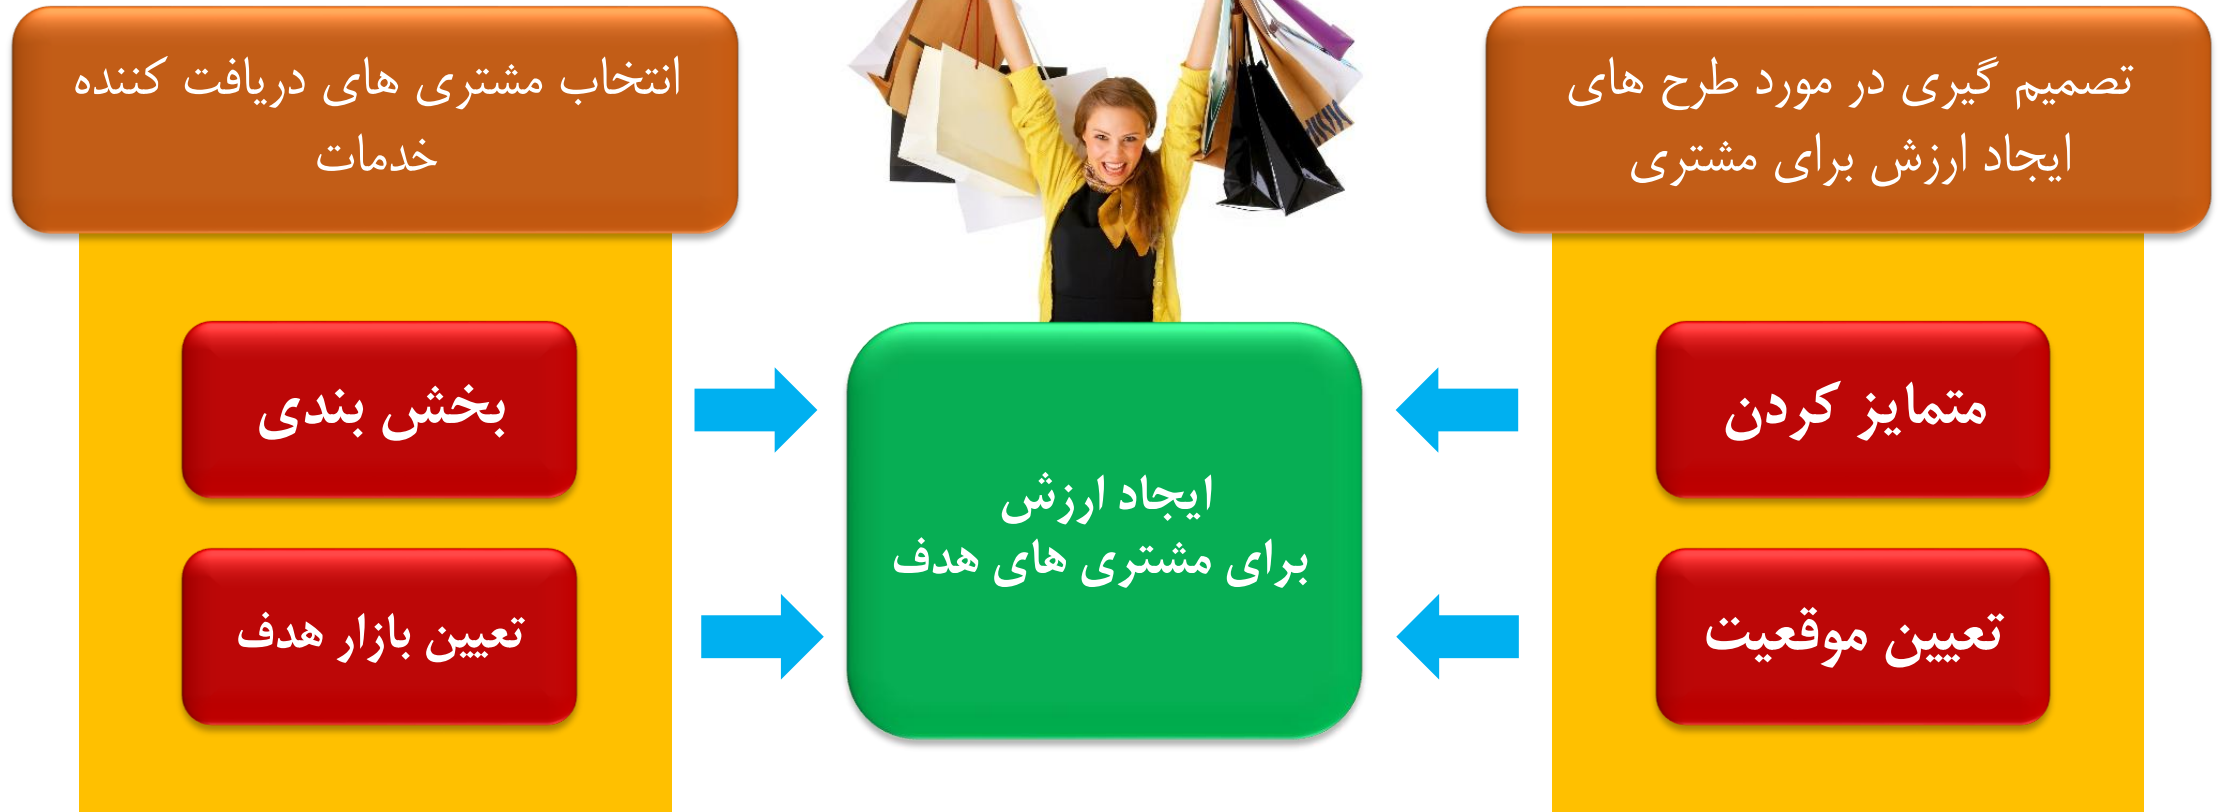 تصمیم گیری در مورد طرح های
ایجاد ارزش برای مشتری
متمایز کردن
تعیین موقعیت
ایجاد ارزش
برای مشتری های هدف
انتخاب مشتری های دریافت کننده
خدمات
بخش بندی
تعیین بازار هدف